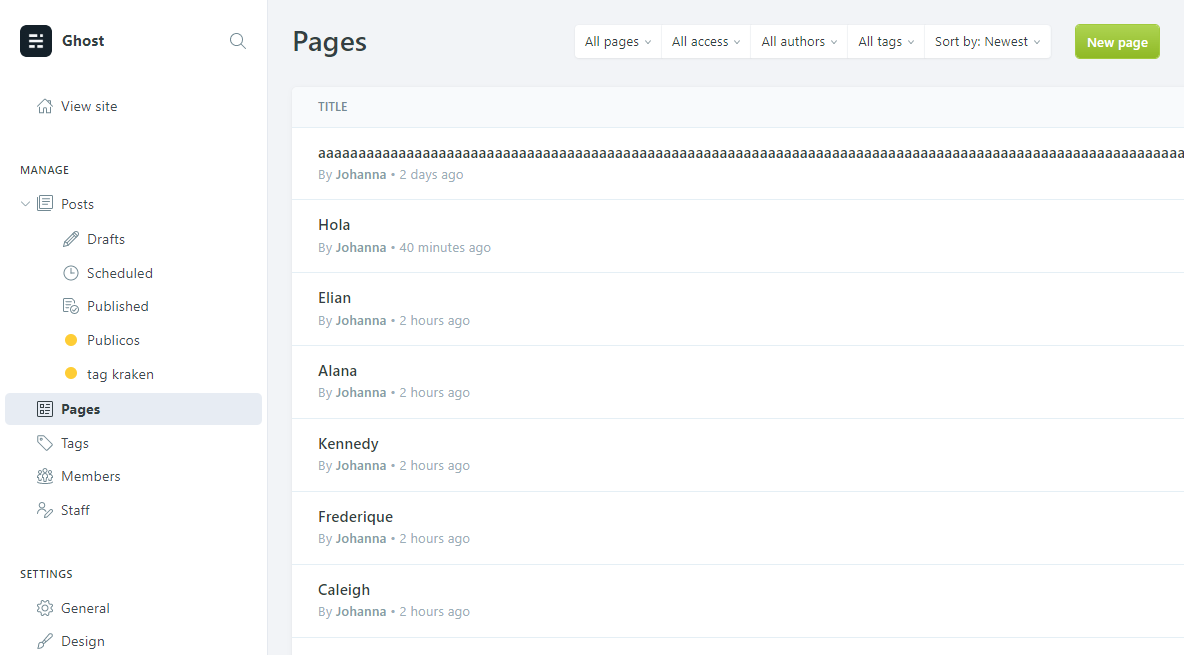 Ghost
View site
MANAGE
Posts
Drafts
Scheduled
Published
Publicos
tag kraken
Pages
Tags
Members
Staff
SETTINGS
General
Design
Pages
All pages All access All authors All tags Sort by: Newest New page
TITLE
aaaaaaaaaaaaaaaaaaaaaaaaaaaaaaaaaaaaaaaaaaaaaaaaaaaaaaaaaaaaaaaaaaaaaaaaaaaaaaaaaaaaaaaaaaaaaaaaaaaaaaaaaaa
By Johanna • 2 days ago
Hola
By Johanna • 40 minutes ago
Elian
By Johanna • 2 hours ago
Alana
By Johanna • 2 hours ago
Kennedy
By Johanna • 2 hours ago
Frederique
By Johanna • 2 hours ago
Caleigh
By Johanna • 2 hours ago